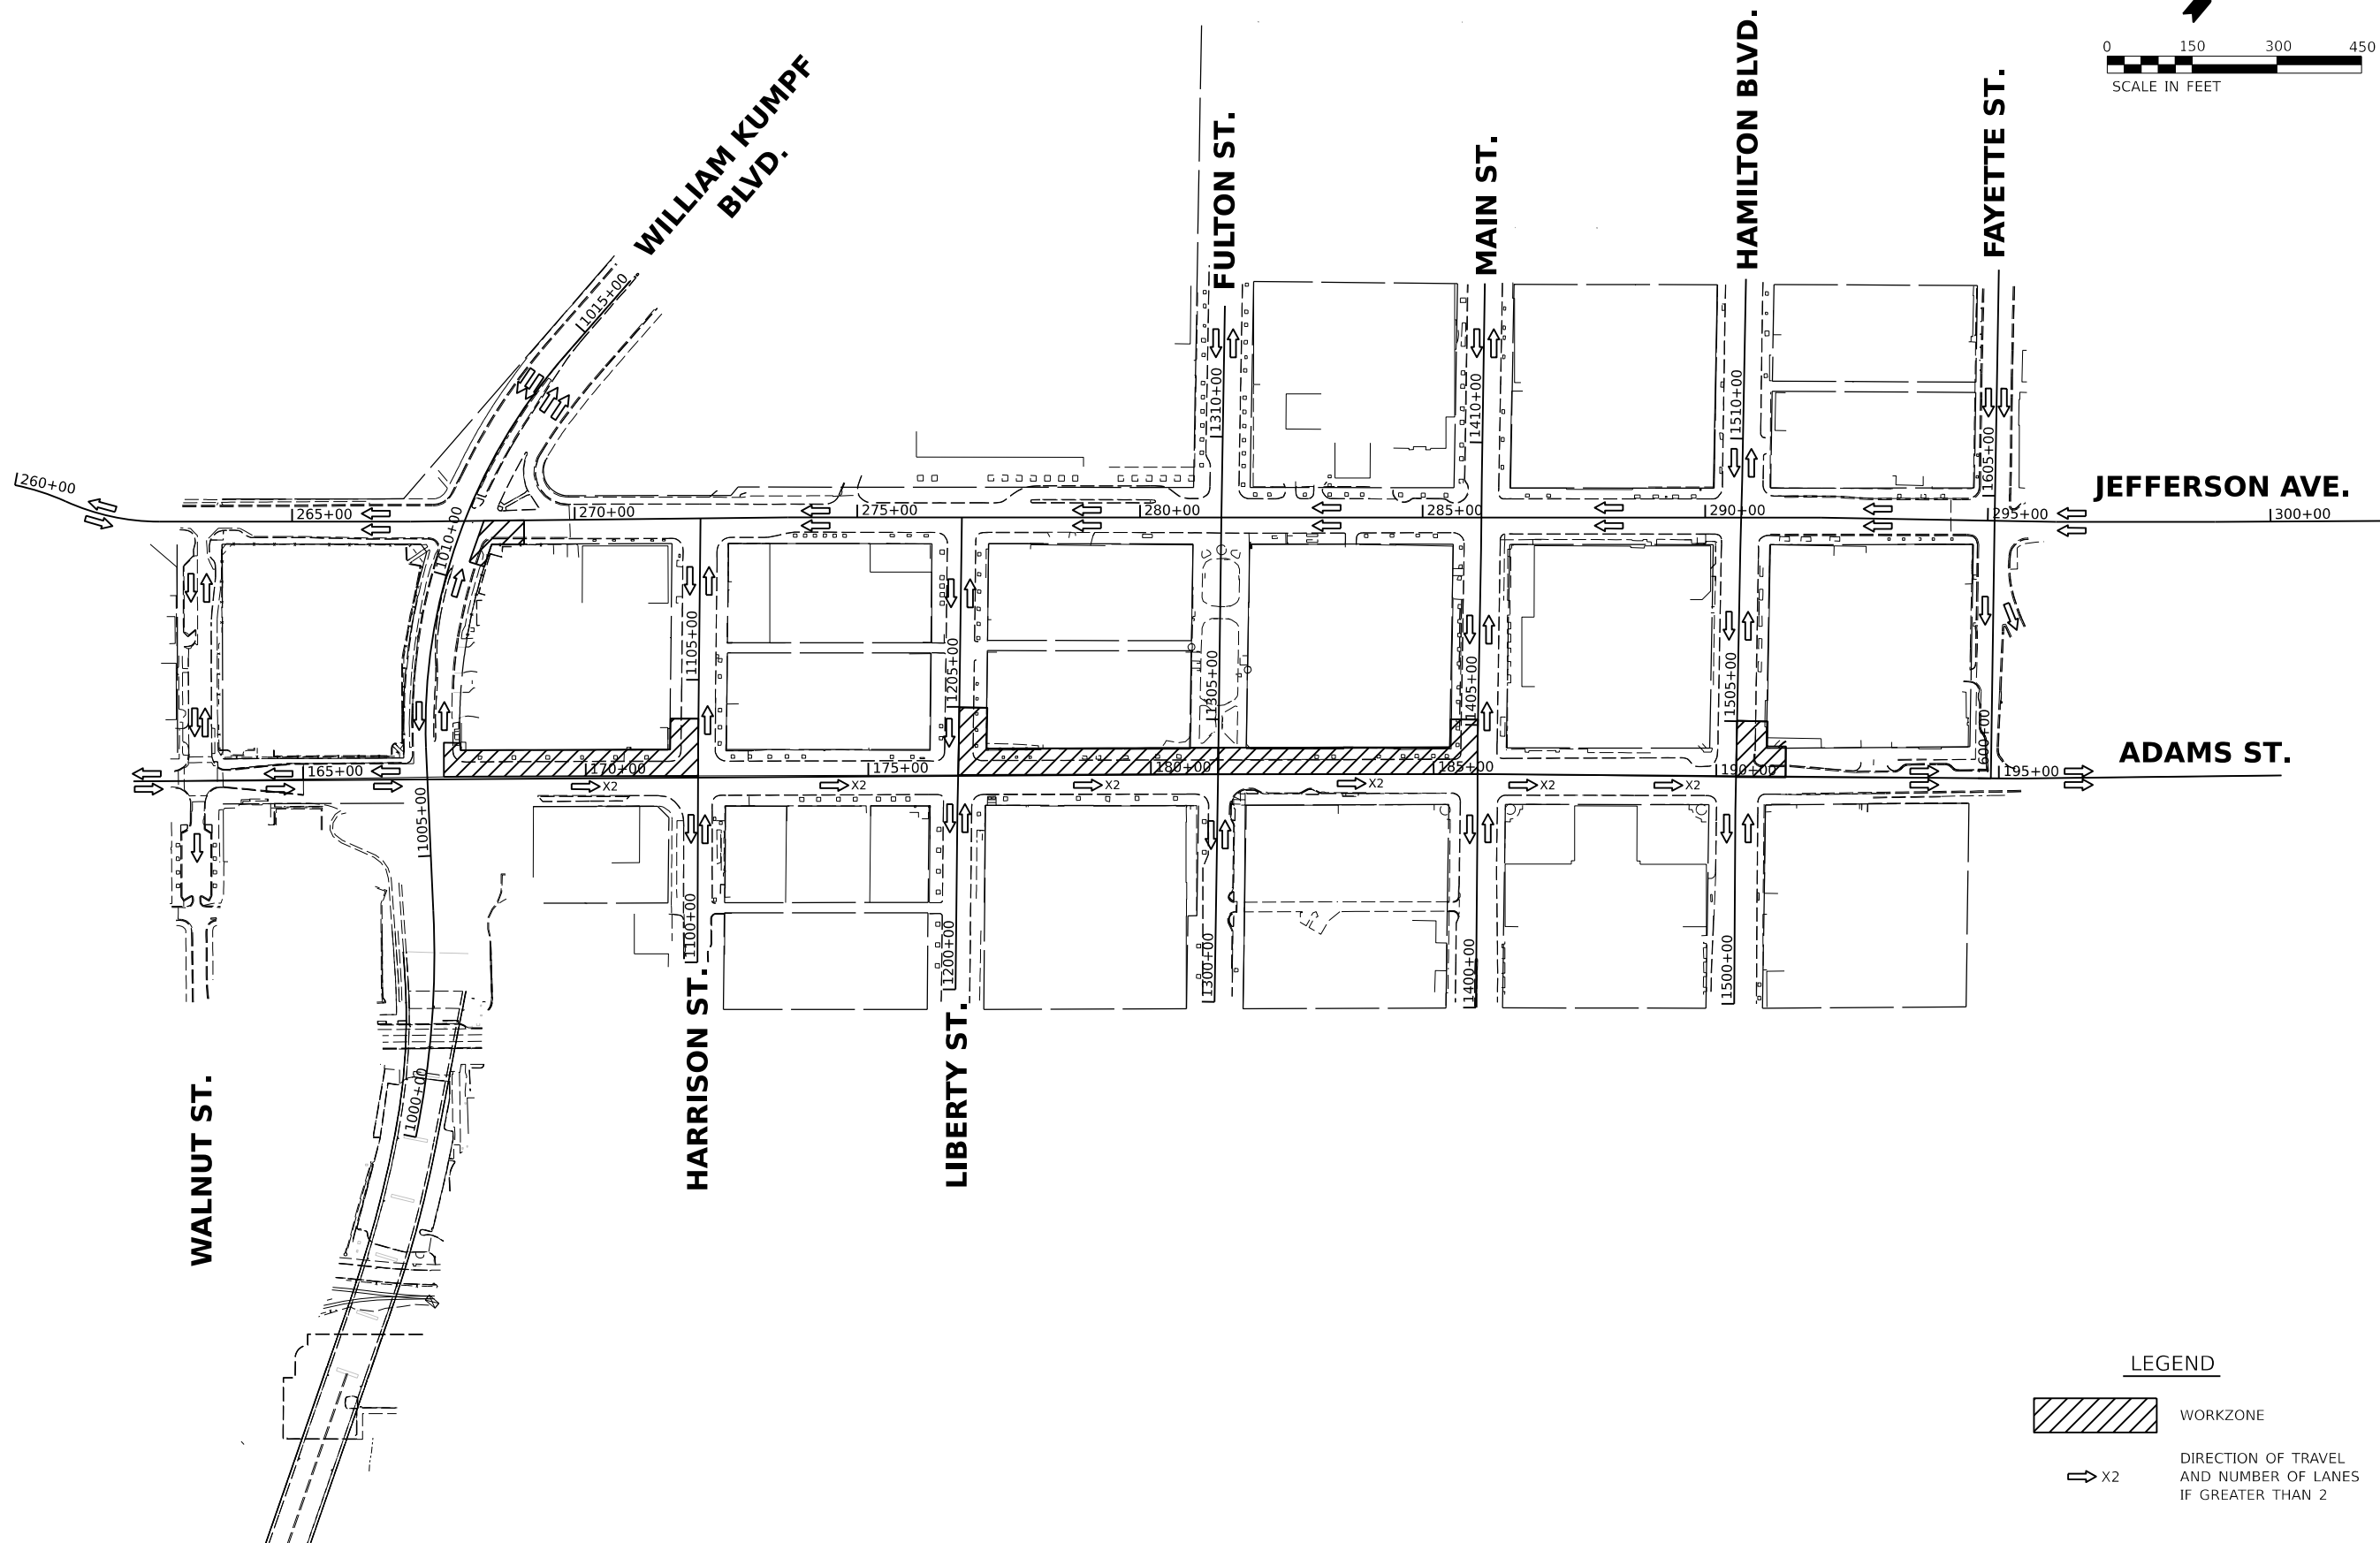 0 150 300 450
SCALE IN FEET
WILLIAM KUMPF
BLVD.
FULTON ST.
MAIN ST.
HAMILTON BLVD.
FAYETTE ST.
1015+00
1310+00
1410+00
1510+00
1605+00
260+00
265+00
1010+00
270+00
275+00
280+00
285+00
290+00
295+00
300+00
JEFFERSON AVE.
1105+00
1205+00
1305+00
1405+00
1505+00
600+00
165+00
170+00
175+00
180+00
185+00
190+00
195+00
ADAMS ST.
X2
X2
X2
X2
X2
X2
1005+00
1100+00
1200+00
1300+00
1400+00
1500+00
1000+00
WALNUT ST.
HARRISON ST.
LIBERTY ST.
LEGEND
WORKZONE
X2
DIRECTION OF TRAVEL
AND NUMBER OF LANES
IF GREATER THAN 2